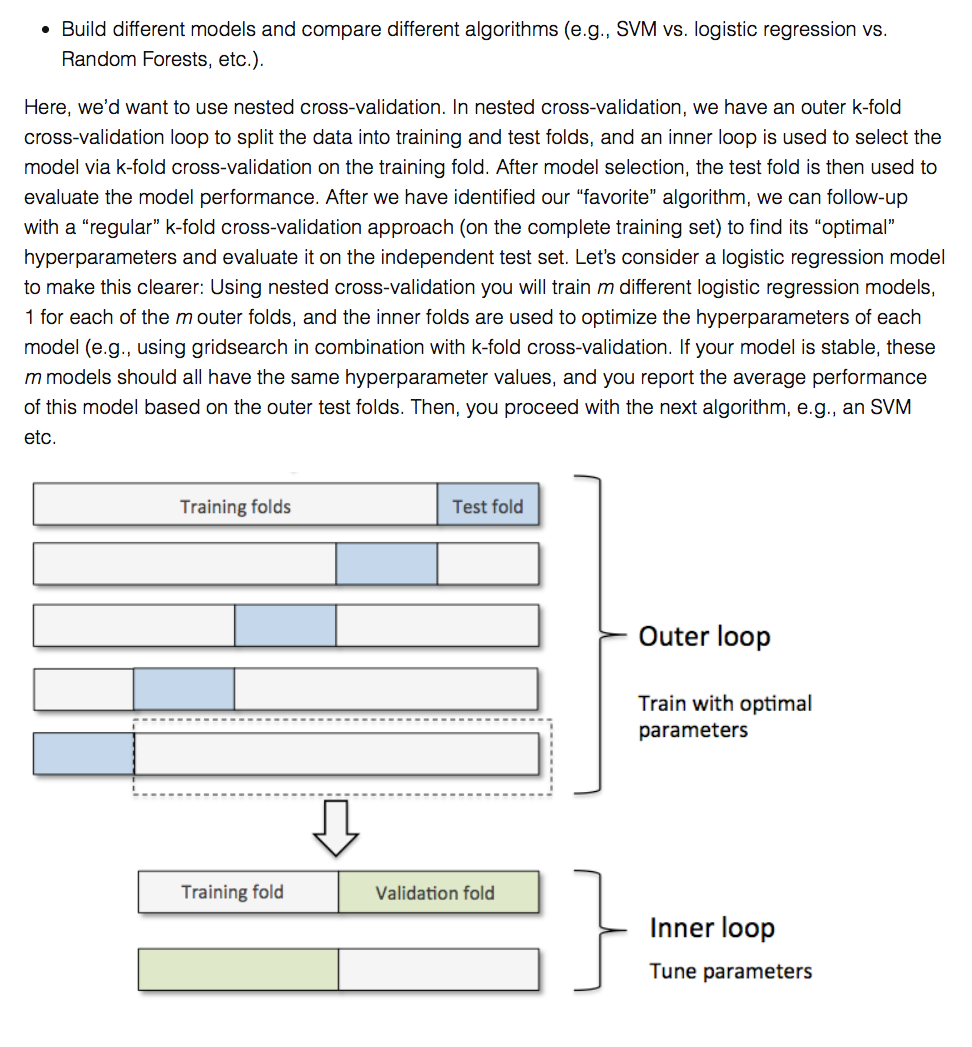 • Build different models and compare different algorithms (e.g., SVM vs. logistic regression vs.
Random Forests, etc.).
Here, we’d want to use nested cross-validation. In nested cross-validation, we have an outer k-fold
cross-validation loop to split the data into training and test folds, and an inner loop is used to select the
model via k-fold cross-validation on the training fold. After model selection, the test fold is then used to
evaluate the model performance. After we have identified our “favorite” algorithm, we can follow-up
with a “regular” k-fold cross-validation approach (on the complete training set) to find its “optimal”
hyperparameters and evaluate it on the independent test set. Let’s consider a logistic regression model
to make this clearer: Using nested cross-validation you will train m different logistic regression models,
1 for each of the m outer folds, and the inner folds are used to optimize the hyperparameters of each
model (e.g., using gridsearch in combination with k-fold cross-validation. If your model is stable, these
m models should all have the same hyperparameter values, and you report the average performance
of this model based on the outer test folds. Then, you proceed with the next algorithm, e.g., an SVM
etc.
Training folds
Test fold
Outer loop
Train with optimal
parameters
Training fold
Validation fold
Inner loop
Tune parameters